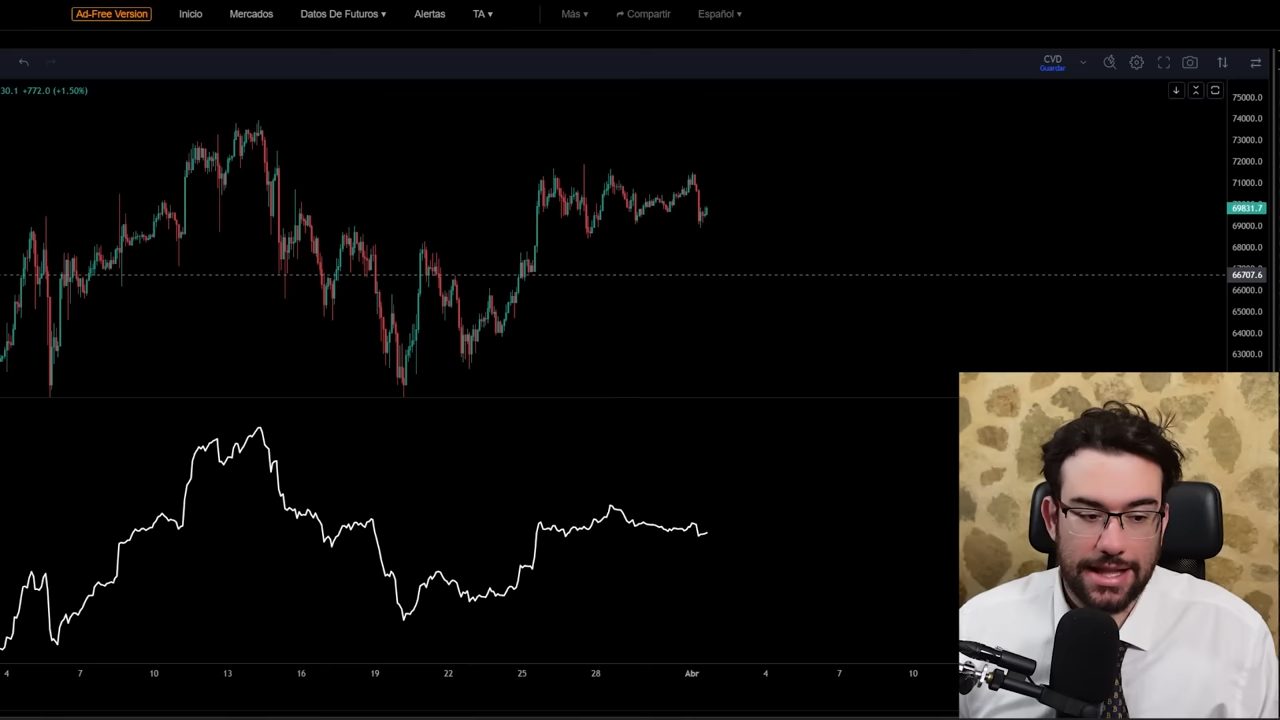 Ad-Free Version Inicio Mercados Datos De Futuros ▾ Alertas TA ▾ Más ▾ Compartir Español ▾
CVD
Guardar
30.1 +772.0 (+1.50%)
75000.0
74000.0
73000.0
72000.0
71000.0
69831.7
69000.0
68000.0
66707.6
66000.0
65000.0
64000.0
63000.0
4 7 10 13 16 19 22 25 28 Abr 4 7 10